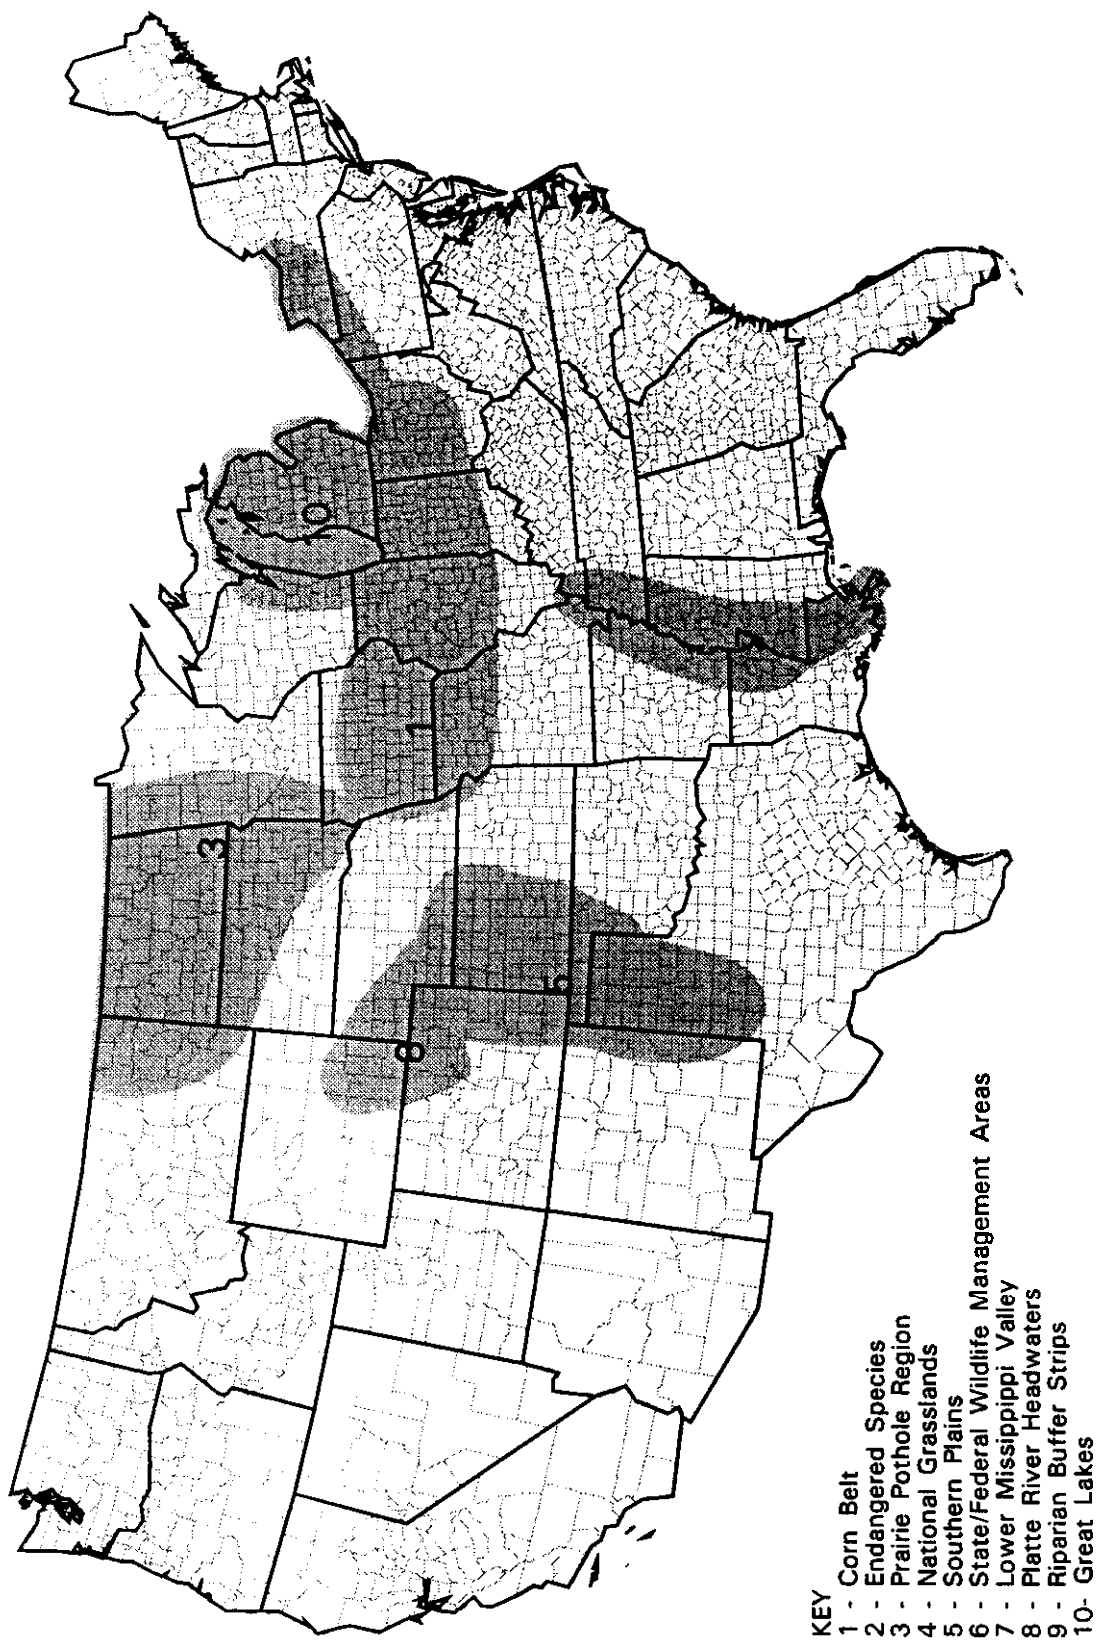 3
10
1
8
5
7
KEY
1 - Corn Belt
2 - Endangered Species
3 - Prairie Pothole Region
4 - National Grasslands
5 - Southern Plains
6 - State/Federal Wildlife Management Areas
7 - Lower Mississippi Valley
8 - Platte River Headwaters
9 - Riparian Buffer Strips
10- Great Lakes